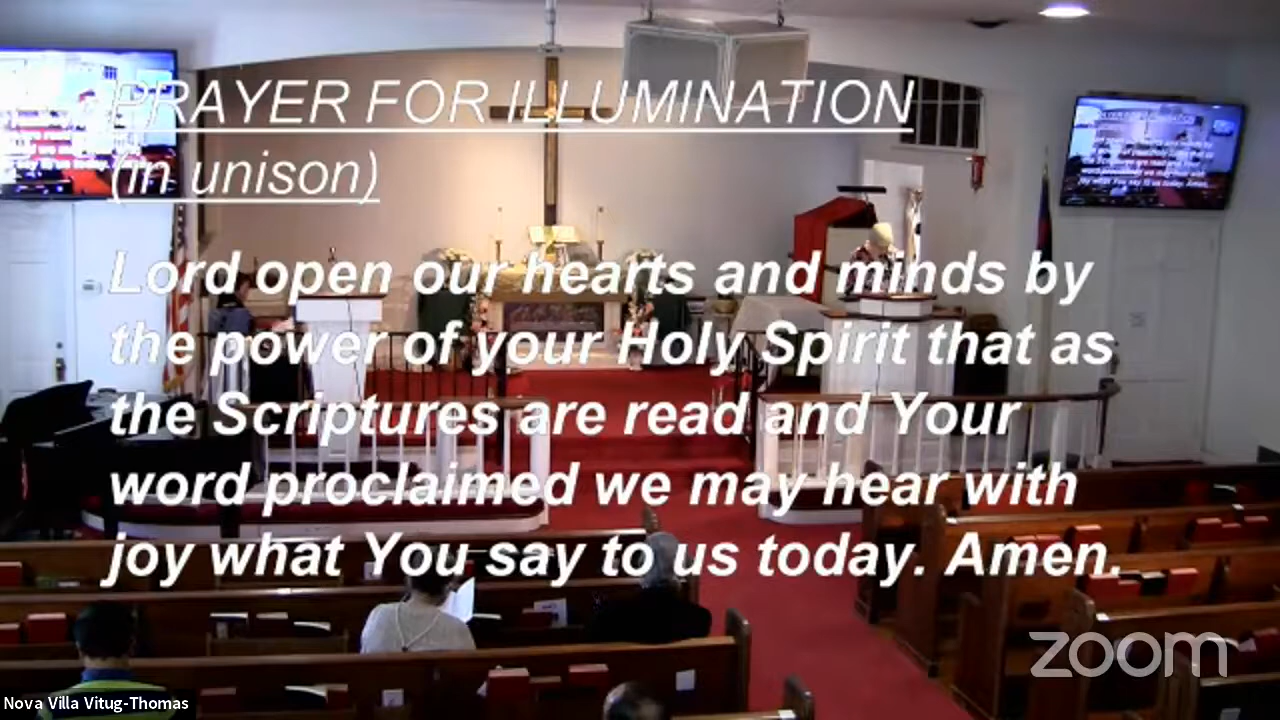 PRAYER FOR ILLUMINATION
(in unison)
Lord open our hearts and minds by
the power of your Holy Spirit that as
the Scriptures are read and Your
word proclaimed we may hear with
joy what You say to us today. Amen.
zoom
Nova Villa Vitug-Thomas